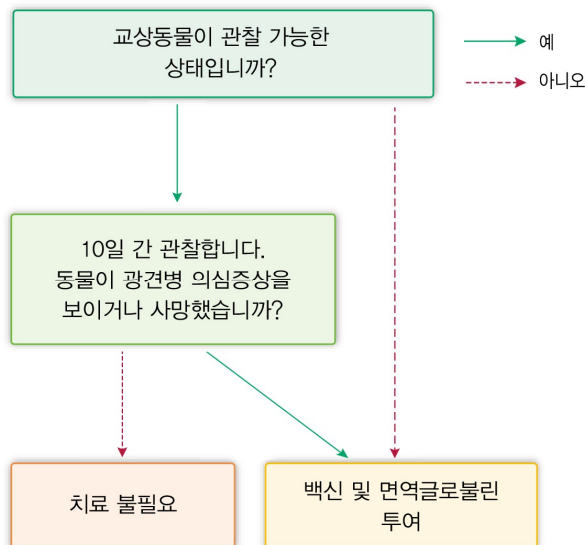 교상동물이 관찰 가능한
상태입니까?
예
아니오
10일 간 관찰합니다.
동물이 광견병 의심증상을
보이거나 사망했습니까?
치료 불필요
백신 및 면역글로불린
투여